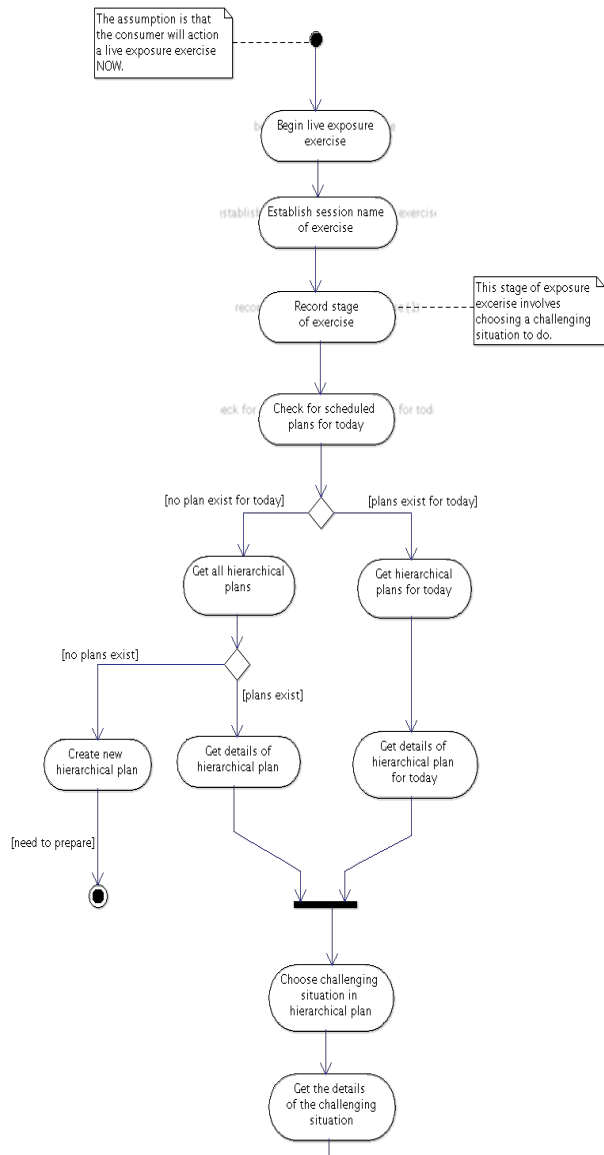 The assumption is that
the consumer will action
a live exposure exercise
NOW.
Begin live exposure
exercise
Establish session name
of exercise
Record stage
of exercise
This stage of exposure
excerise involves
choosing a challenging
situation to do.
Check for scheduled
plans for today
[no plan exist for today]
[plans exist for today]
Get all hierarchical
plans
Get hierarchical
plans for today
[no plans exist]
[plans exist]
Create new
hierarchical plan
Get details of
hierarchical plan
Get details of
hierarchical plan
for today
[need to prepare]
Choose challenging
situation in
hierarchical plan
Get the details
of the challenging
situation